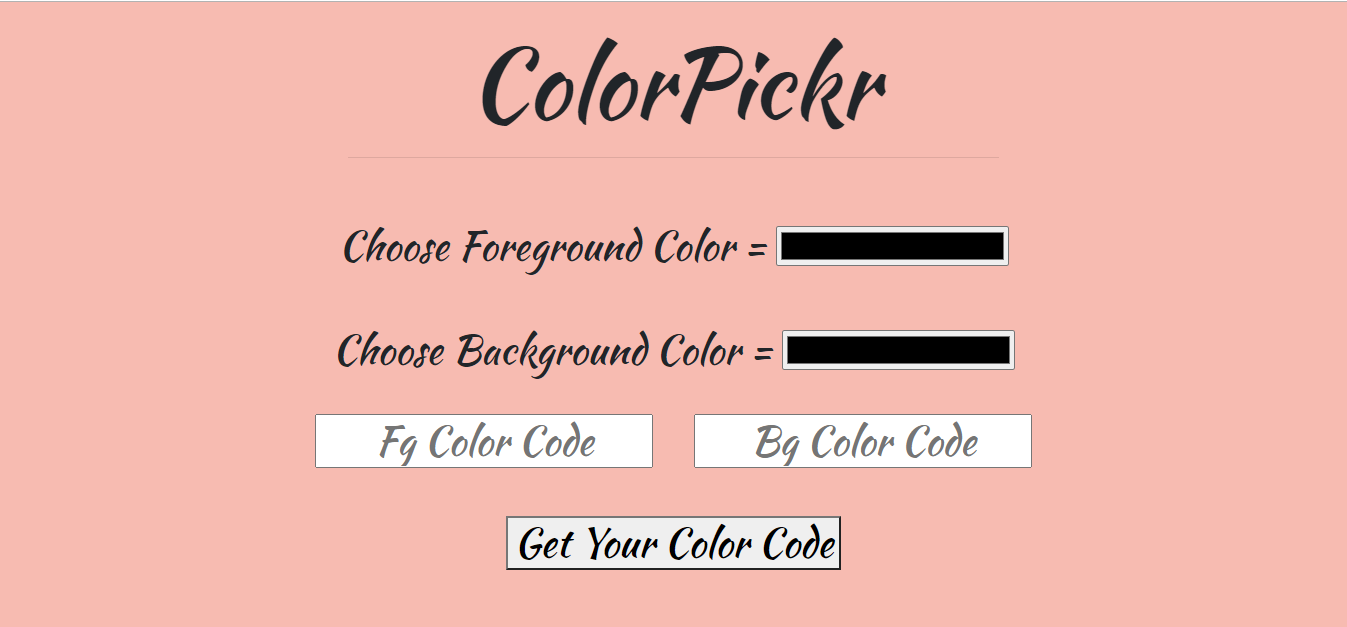 ColorPickr
Choose Foreground Color =
Choose Background Color =
Fg Color Code
Bg Color Code
Get Your Color Code